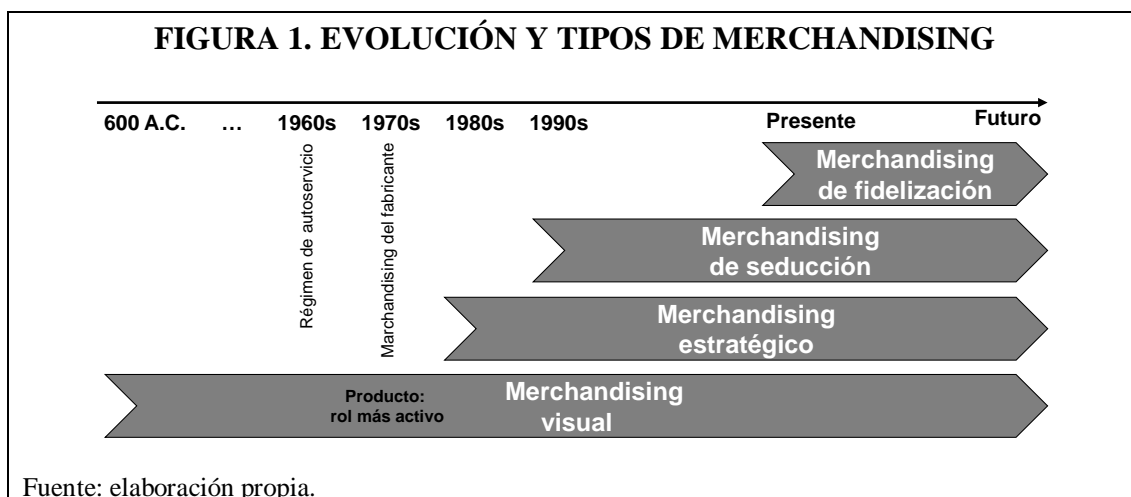 FIGURA 1. EVOLUCIÓN Y TIPOS DE MERCHANDISING
600 A.C. ... 1960s 1970s 1980s 1990s Presente Futuro
Régimen de autoservicio
Marchandising del fabricante
Merchandising
de fidelización
Merchandising
de seducción
Merchandising
estratégico
Producto:
rol más activo
Merchandising
visual
Fuente: elaboración propia.